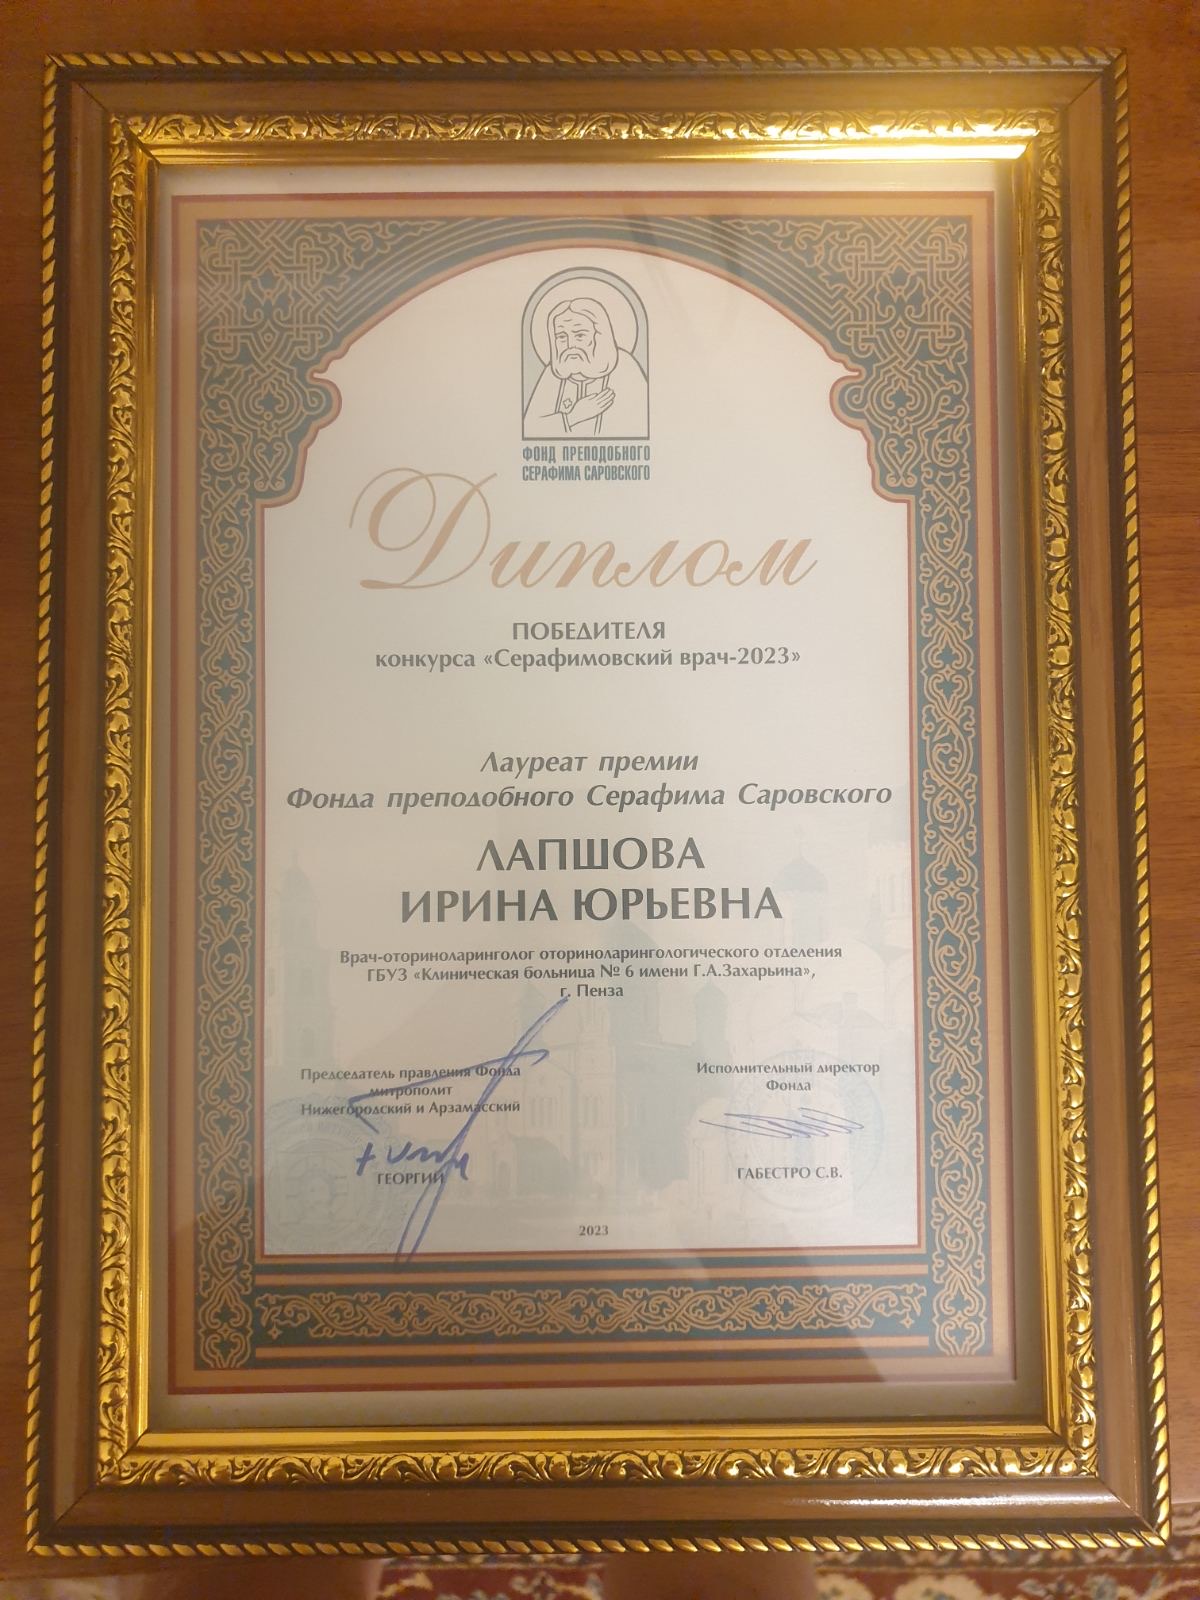 ФОНД ПРЕПОДОБНОГО
СЕРАФИМА САРОВСКОГО
Диплом
ПОБЕДИТЕЛЯ
конкурса «Серафимовский врач-2023»
Лауреат премии
Фонда преподобного Серафима Саровского
ЛАПШОВА
ИРИНА ЮРЬЕВНА
Врач-оториноларинголог оториноларингологического отделения
ГБУЗ «Клиническая больница № 6 имени Г.А.Захарьина»,
г. Пенза
Председатель правления Фонда
митрополит
Нижегородский и Арзамасский
ГЕОРГИЙ
Исполнительный директор
Фонда
ГАБЕСТРО С.В.
2023